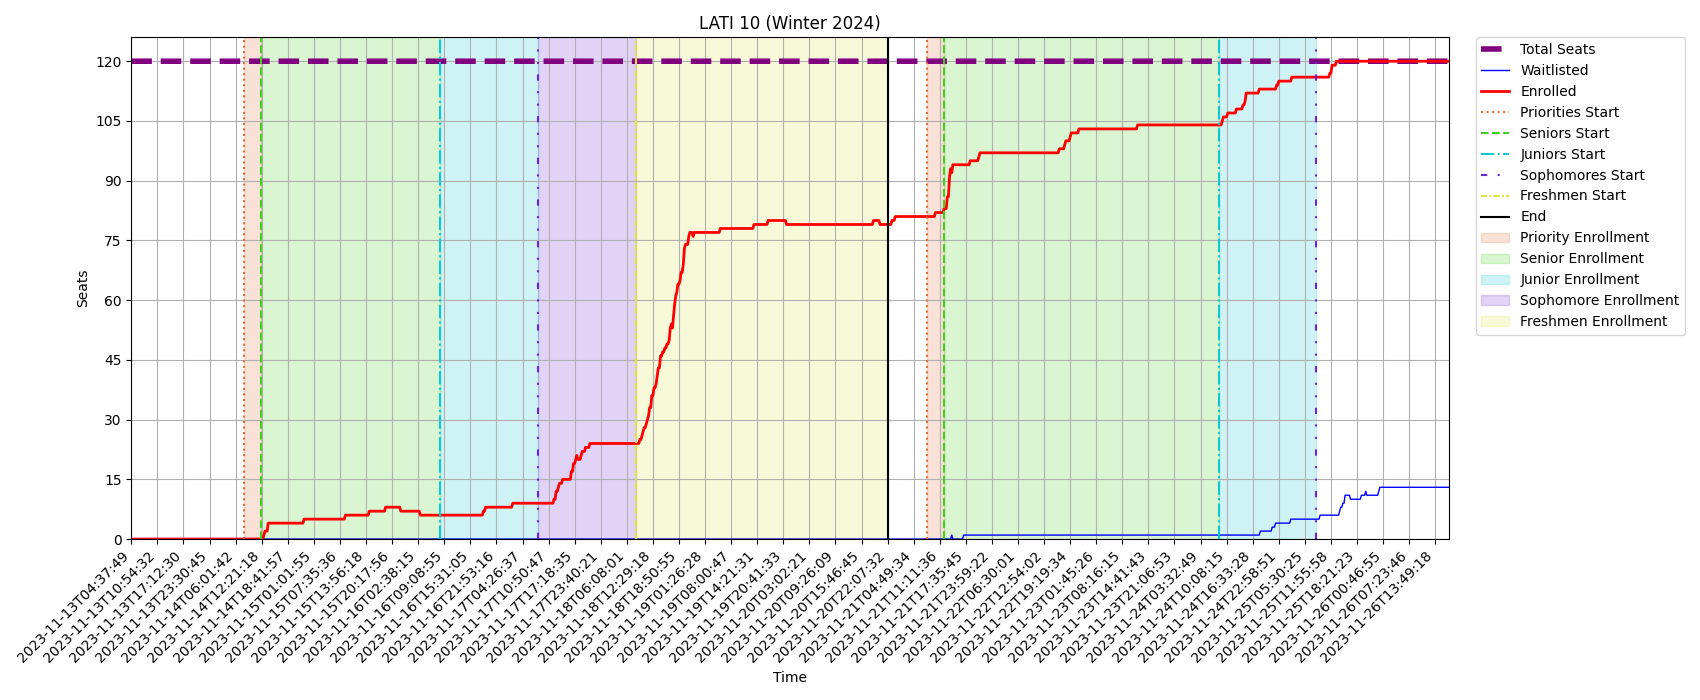 LATI 10 (Winter 2024)
Seats
120
105
90
75
60
45
30
15
0
2023-11-13T04:37:49
2023-11-13T10:54:32
2023-11-13T17:12:30
2023-11-13T23:30:45
2023-11-14T06:01:42
2023-11-14T12:21:18
2023-11-14T18:41:57
2023-11-15T01:01:55
2023-11-15T07:35:36
2023-11-15T13:56:18
2023-11-15T20:17:56
2023-11-16T02:38:15
2023-11-16T09:08:55
2023-11-16T15:31:05
2023-11-16T21:53:16
2023-11-17T04:26:37
2023-11-17T10:50:47
2023-11-17T17:18:35
2023-11-17T23:40:21
2023-11-18T06:08:01
2023-11-18T12:29:18
2023-11-18T18:50:55
2023-11-19T01:26:28
2023-11-19T08:00:47
2023-11-19T14:21:31
2023-11-19T20:41:33
2023-11-20T03:02:21
2023-11-20T09:26:09
2023-11-20T15:46:45
2023-11-20T22:07:32
2023-11-21T04:49:34
2023-11-21T11:11:36
2023-11-21T17:35:45
2023-11-21T23:59:22
2023-11-22T06:30:01
2023-11-22T12:54:02
2023-11-22T19:19:34
2023-11-23T01:45:26
2023-11-23T08:16:15
2023-11-23T14:41:43
2023-11-23T21:06:53
2023-11-24T03:32:49
2023-11-24T10:08:15
2023-11-24T16:33:28
2023-11-24T22:58:51
2023-11-25T05:30:25
2023-11-25T11:55:58
2023-11-25T18:21:23
2023-11-26T00:46:55
2023-11-26T07:23:46
2023-11-26T13:49:18
Time
Total Seats
Waitlisted
Enrolled
Priorities Start
Seniors Start
Juniors Start
Sophomores Start
Freshmen Start
End
Priority Enrollment
Senior Enrollment
Junior Enrollment
Sophomore Enrollment
Freshmen Enrollment